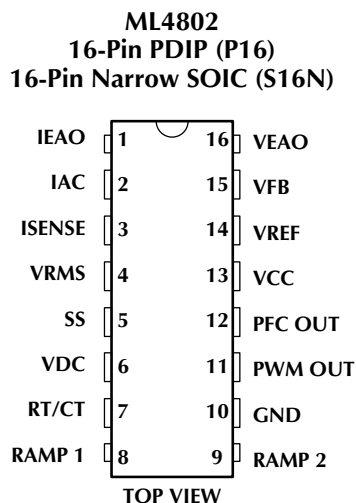 ML4802
16-Pin PDIP (P16)
16-Pin Narrow SOIC (S16N)
IEAO 1 16 VEAO
IAC 2 15 VFB
ISENSE 3 14 VREF
VRMS 4 13 VCC
SS 5 12 PFC OUT
VDC 6 11 PWM OUT
RT/CT 7 10 GND
RAMP 1 8 9 RAMP 2
TOP VIEW